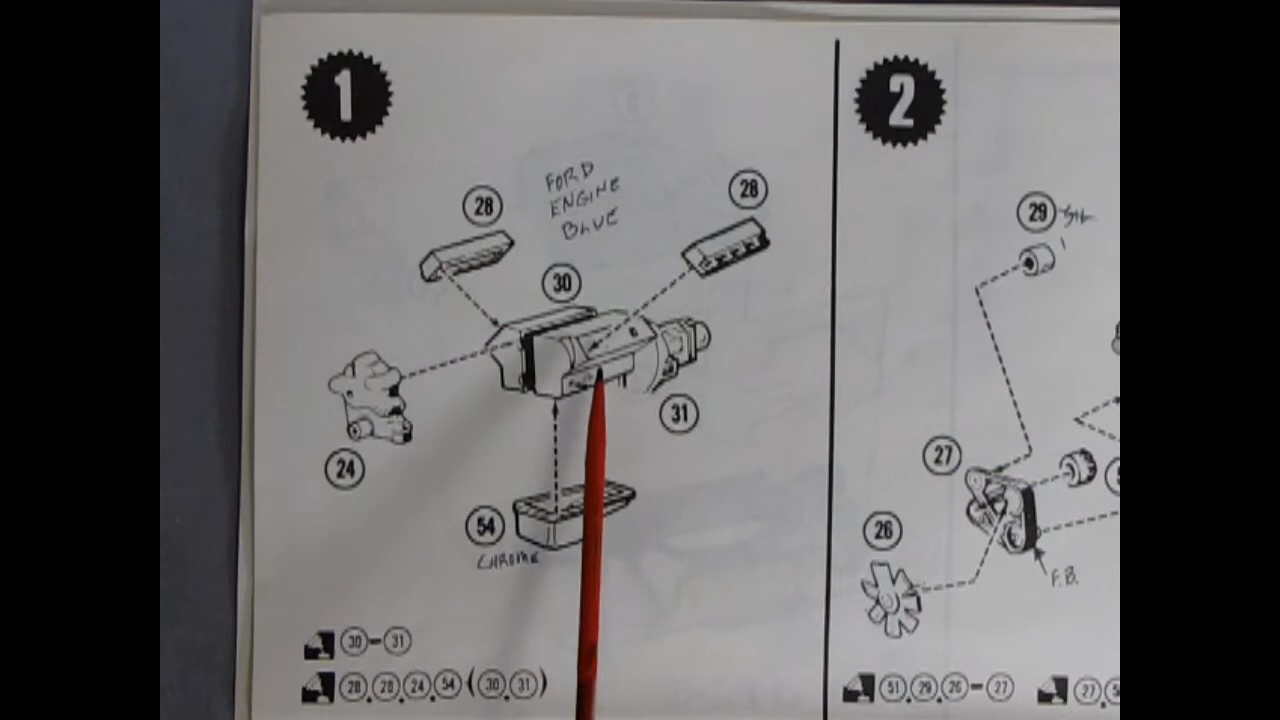 1
2
28
FORD
ENGINE
BLUE
28
29
30
31
24
27
54
CHROME
26
F.B.
30 - 31
28, 28, 24, 54 - (30, 31)
51, 29, 26 - 27
27,